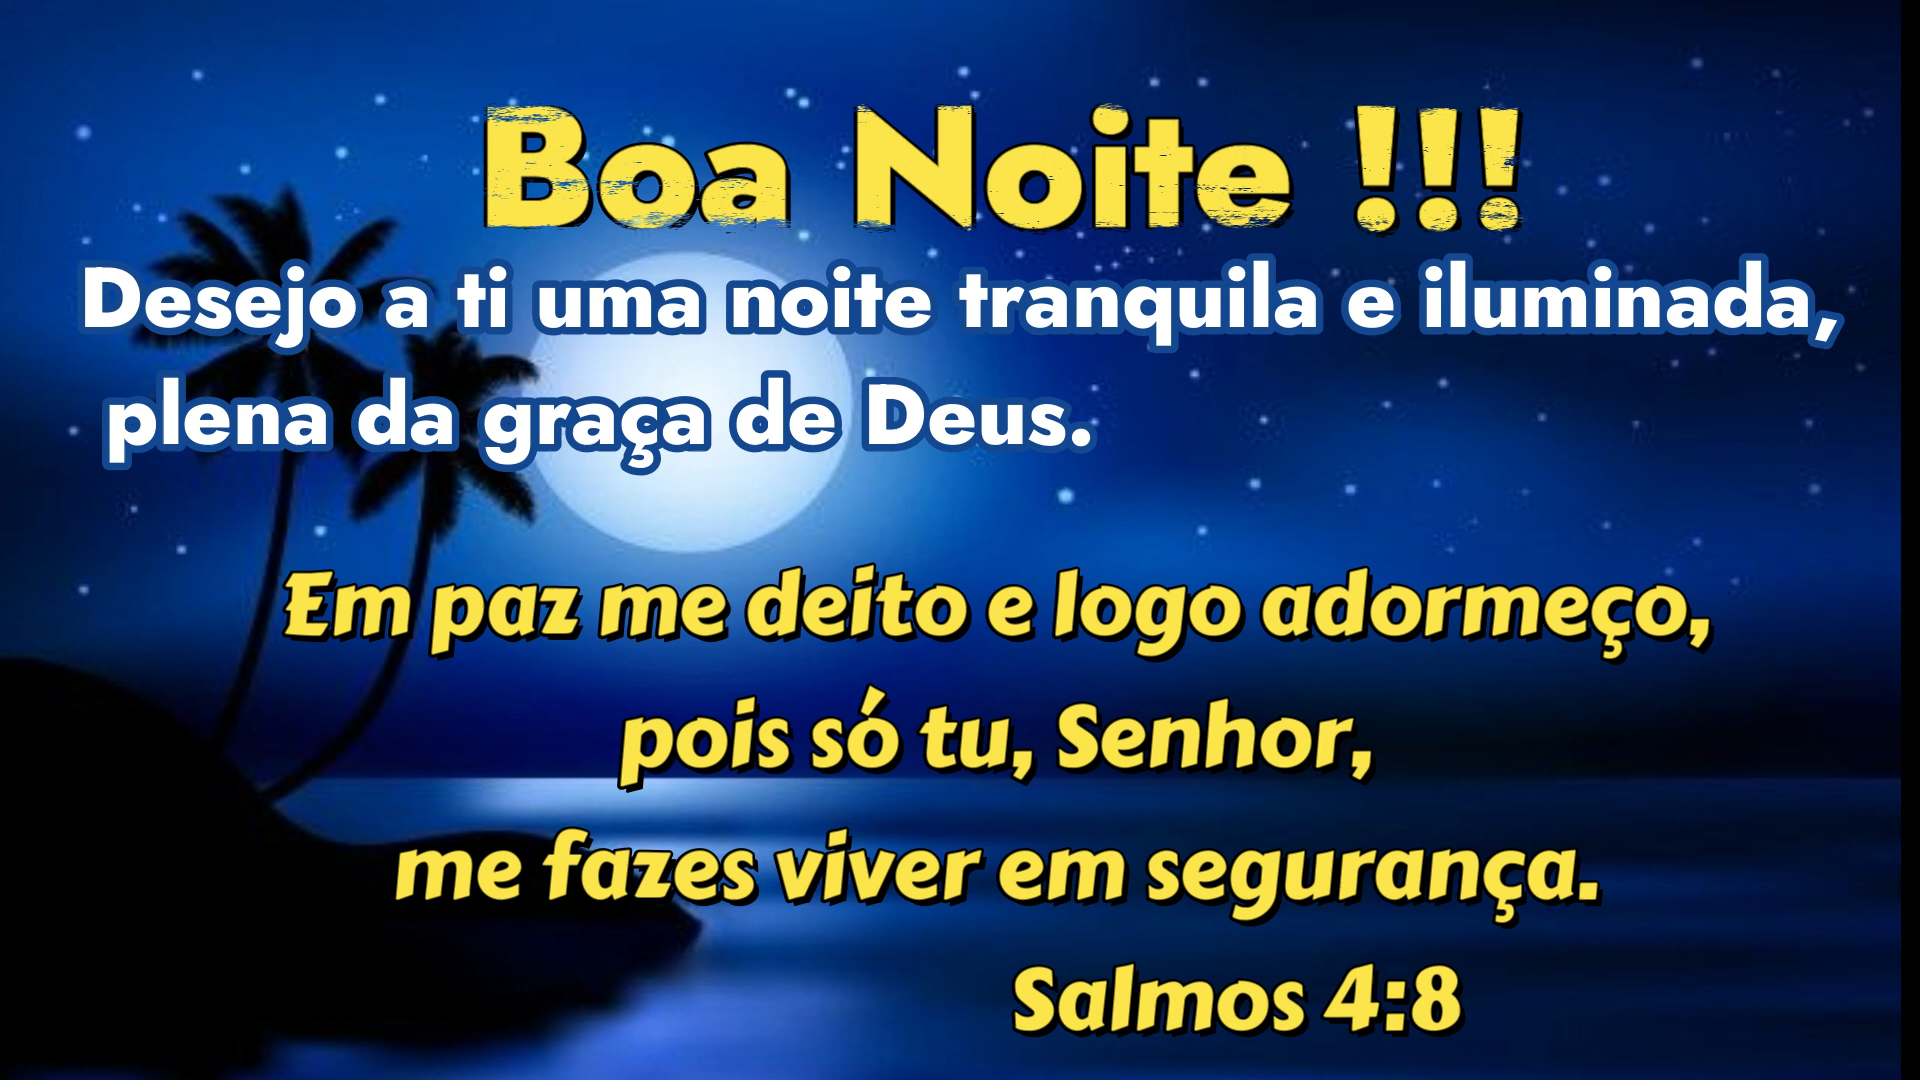 Boa Noite !!!
Desejo a ti uma noite tranquila e iluminada,
plena da graça de Deus.
Em paz me deito e logo adormeço,
pois só tu, Senhor,
me fazes viver em segurança.
Salmos 4:8